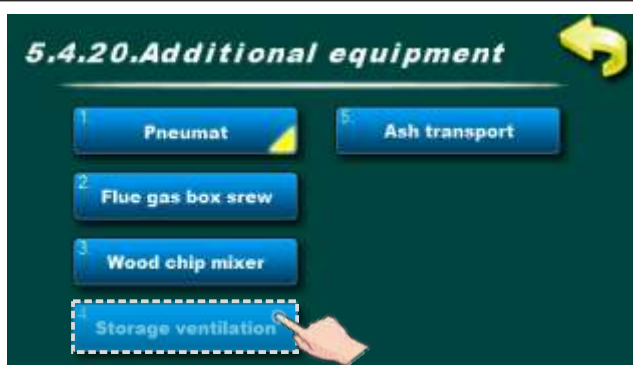 5.4.20.Additional equipment
1. Pneumat
2. Flue gas box srew
3. Wood chip mixer
4. Storage ventilation
5. Ash transport